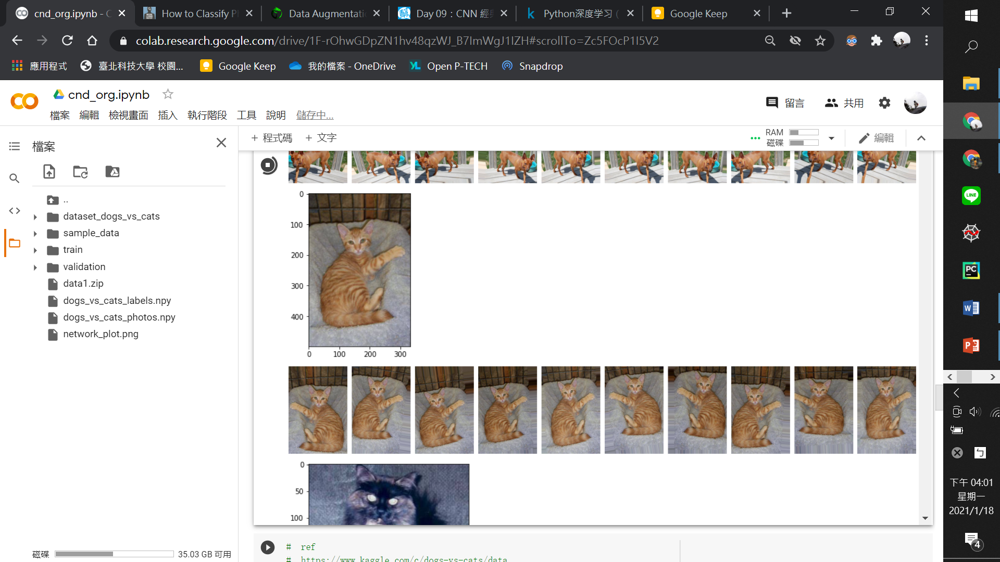 cnd_org.ipynb - C
How to Classify P
Data Augmentati
Day 09：CNN 經
Python深度学习 (
Google Keep
colab.research.google.com/drive/1F-rOhwGDpZN1hv48qzWJ_B7ImWgJ1IZH#scrollTo=Zc5FOcP1I5V2
應用程式
臺北科技大學 校園...
Google Keep
我的檔案 - OneDrive
YL Open P-TECH
Snapdrop
cnd_org.ipynb
檔案 編輯 檢視畫面 插入 執行階段 工具 說明 儲存中...
留言
共用
檔案
+ 程式碼 + 文字
RAM
磁碟
編輯
..
dataset_dogs_vs_cats
sample_data
train
validation
data1.zip
dogs_vs_cats_labels.npy
dogs_vs_cats_photos.npy
network_plot.png
磁碟 35.03 GB 可用
0
100
200
300
400
0 100 200 300
0
50
100
# ref
# https://www.kaggle.com/c/dogs-vs-cats/data
LINE
PC
W
P
ㄅ
下午 04:01
星期一
2021/1/18
4